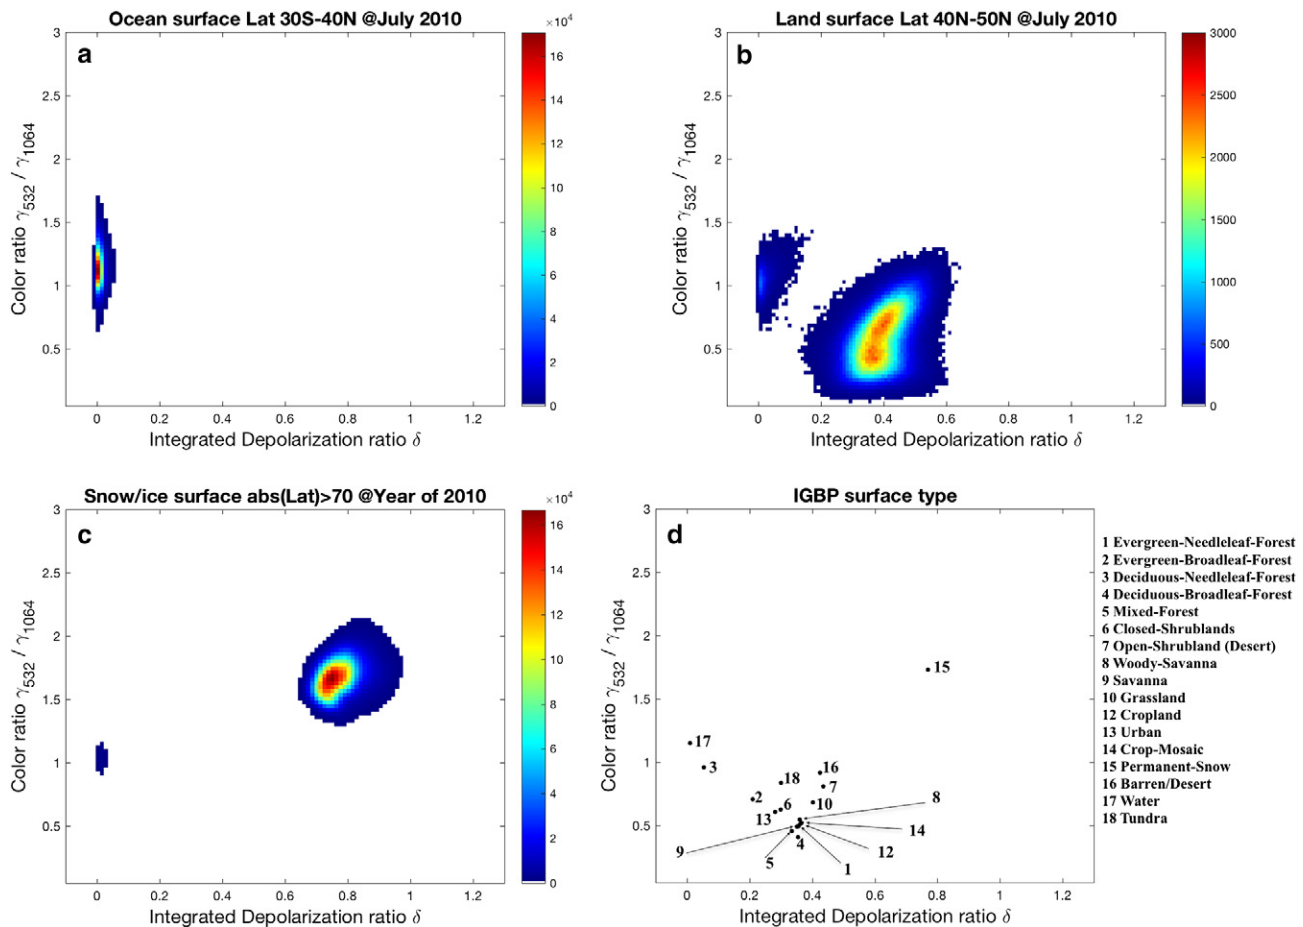 Ocean surface Lat 30S-40N @July 2010
a
3
2.5
2
1.5
1
0.5
Color ratio γ532 / γ1064
0 0.2 0.4 0.6 0.8 1 1.2
Integrated Depolarization ratio δ
×10^4
16
14
12
10
8
6
4
2
0
Land surface Lat 40N-50N @July 2010
b
3
2.5
2
1.5
1
0.5
Color ratio γ532 / γ1064
0 0.2 0.4 0.6 0.8 1 1.2
Integrated Depolarization ratio δ
3000
2500
2000
1500
1000
500
0
Snow/ice surface abs(Lat)>70 @Year of 2010
c
3
2.5
2
1.5
1
0.5
Color ratio γ532 / γ1064
0 0.2 0.4 0.6 0.8 1 1.2
Integrated Depolarization ratio δ
×10^4
16
14
12
10
8
6
4
2
0
IGBP surface type
d
3
2.5
2
1.5
1
0.5
Color ratio γ532 / γ1064
0 0.2 0.4 0.6 0.8 1 1.2
Integrated Depolarization ratio δ
15
17
3
18
16
7
2
6
10
8
13
14
9
4
12
5
1
1 Evergreen-Needleleaf-Forest
2 Evergreen-Broadleaf-Forest
3 Deciduous-Needleleaf-Forest
4 Deciduous-Broadleaf-Forest
5 Mixed-Forest
6 Closed-Shrublands
7 Open-Shrubland (Desert)
8 Woody-Savanna
9 Savanna
10 Grassland
12 Cropland
13 Urban
14 Crop-Mosaic
15 Permanent-Snow
16 Barren/Desert
17 Water
18 Tundra